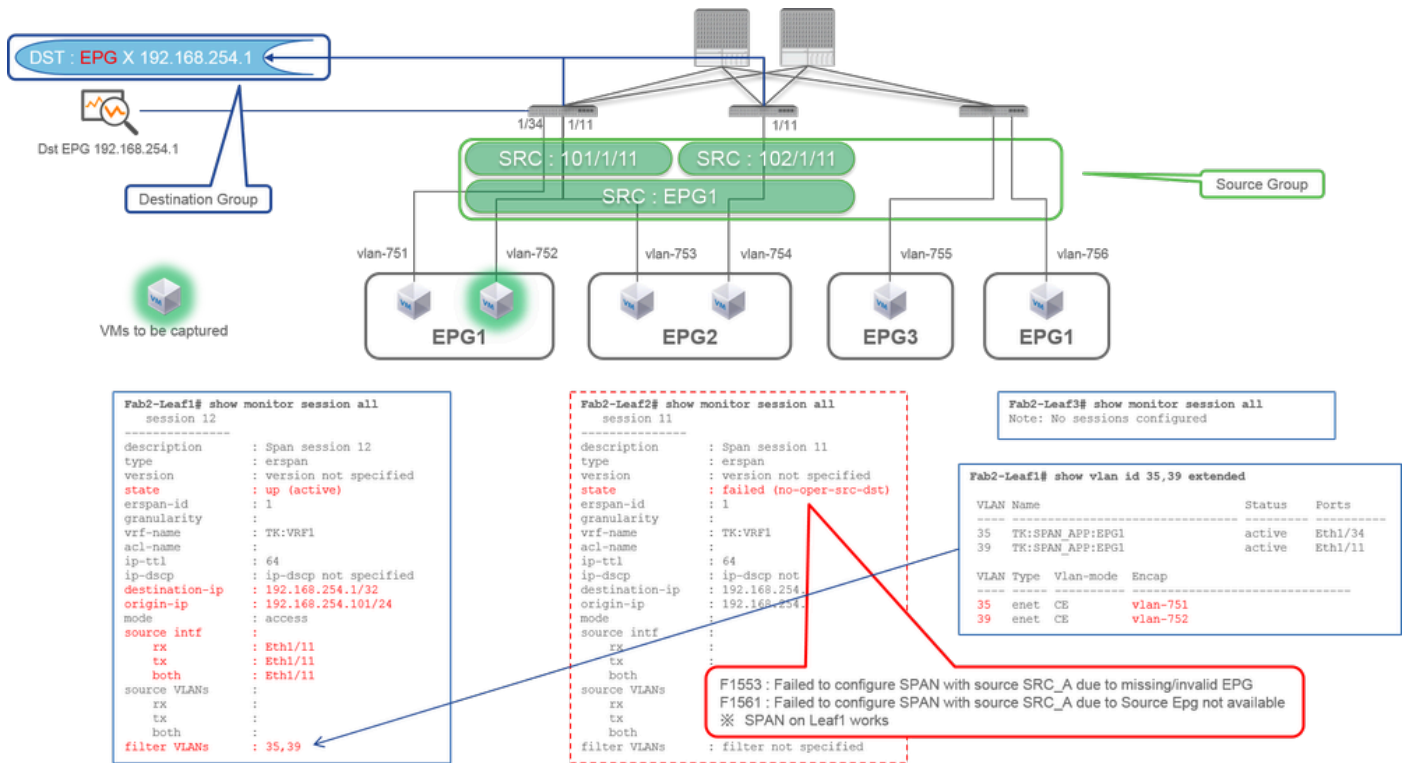 DST : EPG X 192.168.254.1
Dst EPG 192.168.254.1
Destination Group
1/34
1/11
1/11
SRC : 101/1/11
SRC : 102/1/11
SRC : EPG1
Source Group
vlan-751
vlan-752
vlan-753
vlan-754
vlan-755
vlan-756
VM
VM
VM
VM
VM
VM
VM
VMs to be captured
EPG1
EPG2
EPG3
EPG1
Fab2-Leaf1# show monitor session all
session 12
---------------
description : Span session 12
type : erspan
version : version not specified
state : up (active)
erspan-id : 1
granularity :
vrf-name : TK:VRF1
acl-name :
ip-ttl : 64
ip-dscp : ip-dscp not specified
destination-ip : 192.168.254.1/32
origin-ip : 192.168.254.101/24
mode : access
source intf :
rx : Eth1/11
tx : Eth1/11
both : Eth1/11
source VLANs :
rx :
tx :
both :
filter VLANs : 35,39
Fab2-Leaf2# show monitor session all
session 11
---------------
description : Span session 11
type : erspan
version : version not specified
state : failed (no-oper-src-dst)
erspan-id : 1
granularity :
vrf-name : TK:VRF1
acl-name :
ip-ttl : 64
ip-dscp : ip-dscp not
destination-ip : 192.168.254.
origin-ip : 192.168.254.
mode :
source intf :
rx :
tx :
both :
source VLANs :
rx :
tx :
both :
filter VLANs : filter not specified
F1553 : Failed to configure SPAN with source SRC_A due to missing/invalid EPG
F1561 : Failed to configure SPAN with source SRC_A due to Source Epg not available
※ SPAN on Leaf1 works
Fab2-Leaf3# show monitor session all
Note: No sessions configured
Fab2-Leaf1# show vlan id 35,39 extended
VLAN Name Status Ports
---- -------------------------------- --------- ----------
35 TK:SPAN_APP:EPG1 active Eth1/34
39 TK:SPAN_APP:EPG1 active Eth1/11
VLAN Type Vlan-mode Encap
---- ----- ---------- -------------------------------
35 enet CE vlan-751
39 enet CE vlan-752